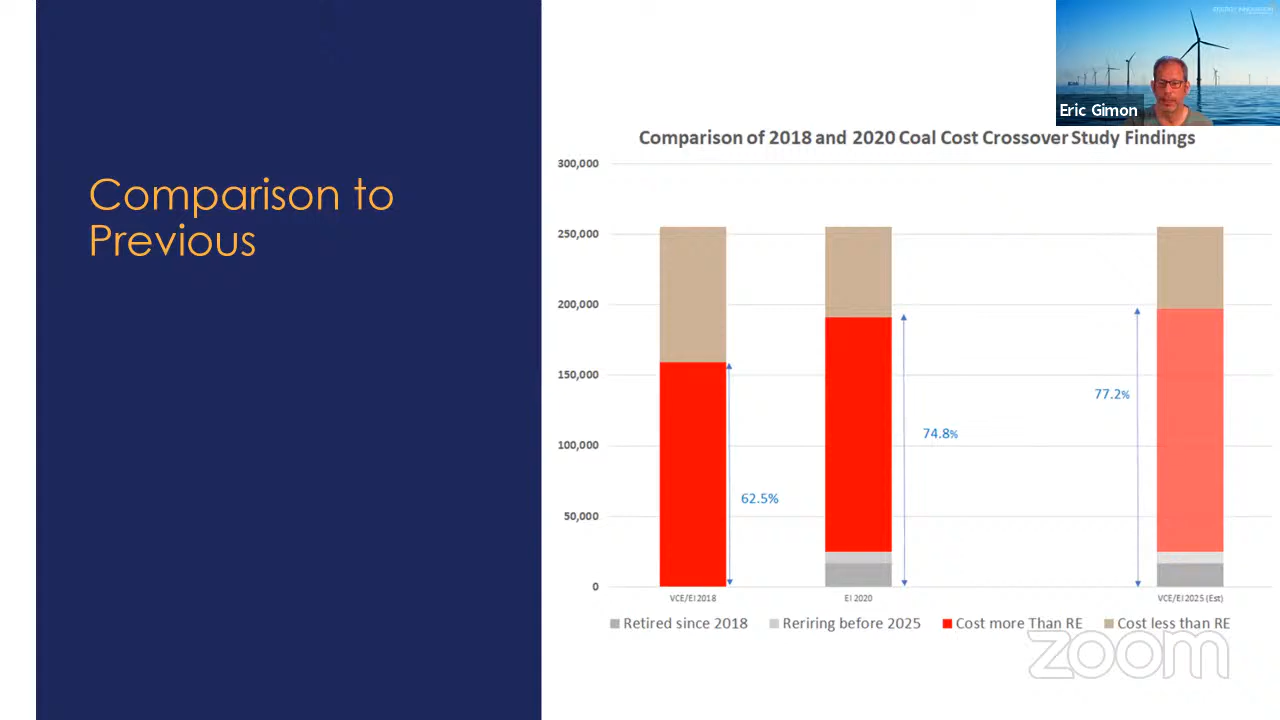 ENERGY INNOVATION
Eric Gimon
Comparison to
Previous
Comparison of 2018 and 2020 Coal Cost Crossover Study Findings
300,000
250,000
200,000
150,000
100,000
50,000
0
62.5%
74.8%
77.2%
VCE/EI 2018
EI 2020
VCE/EI 2025 (Est)
Retired since 2018
Reriring before 2025
Cost more Than RE
Cost less than RE
zoom